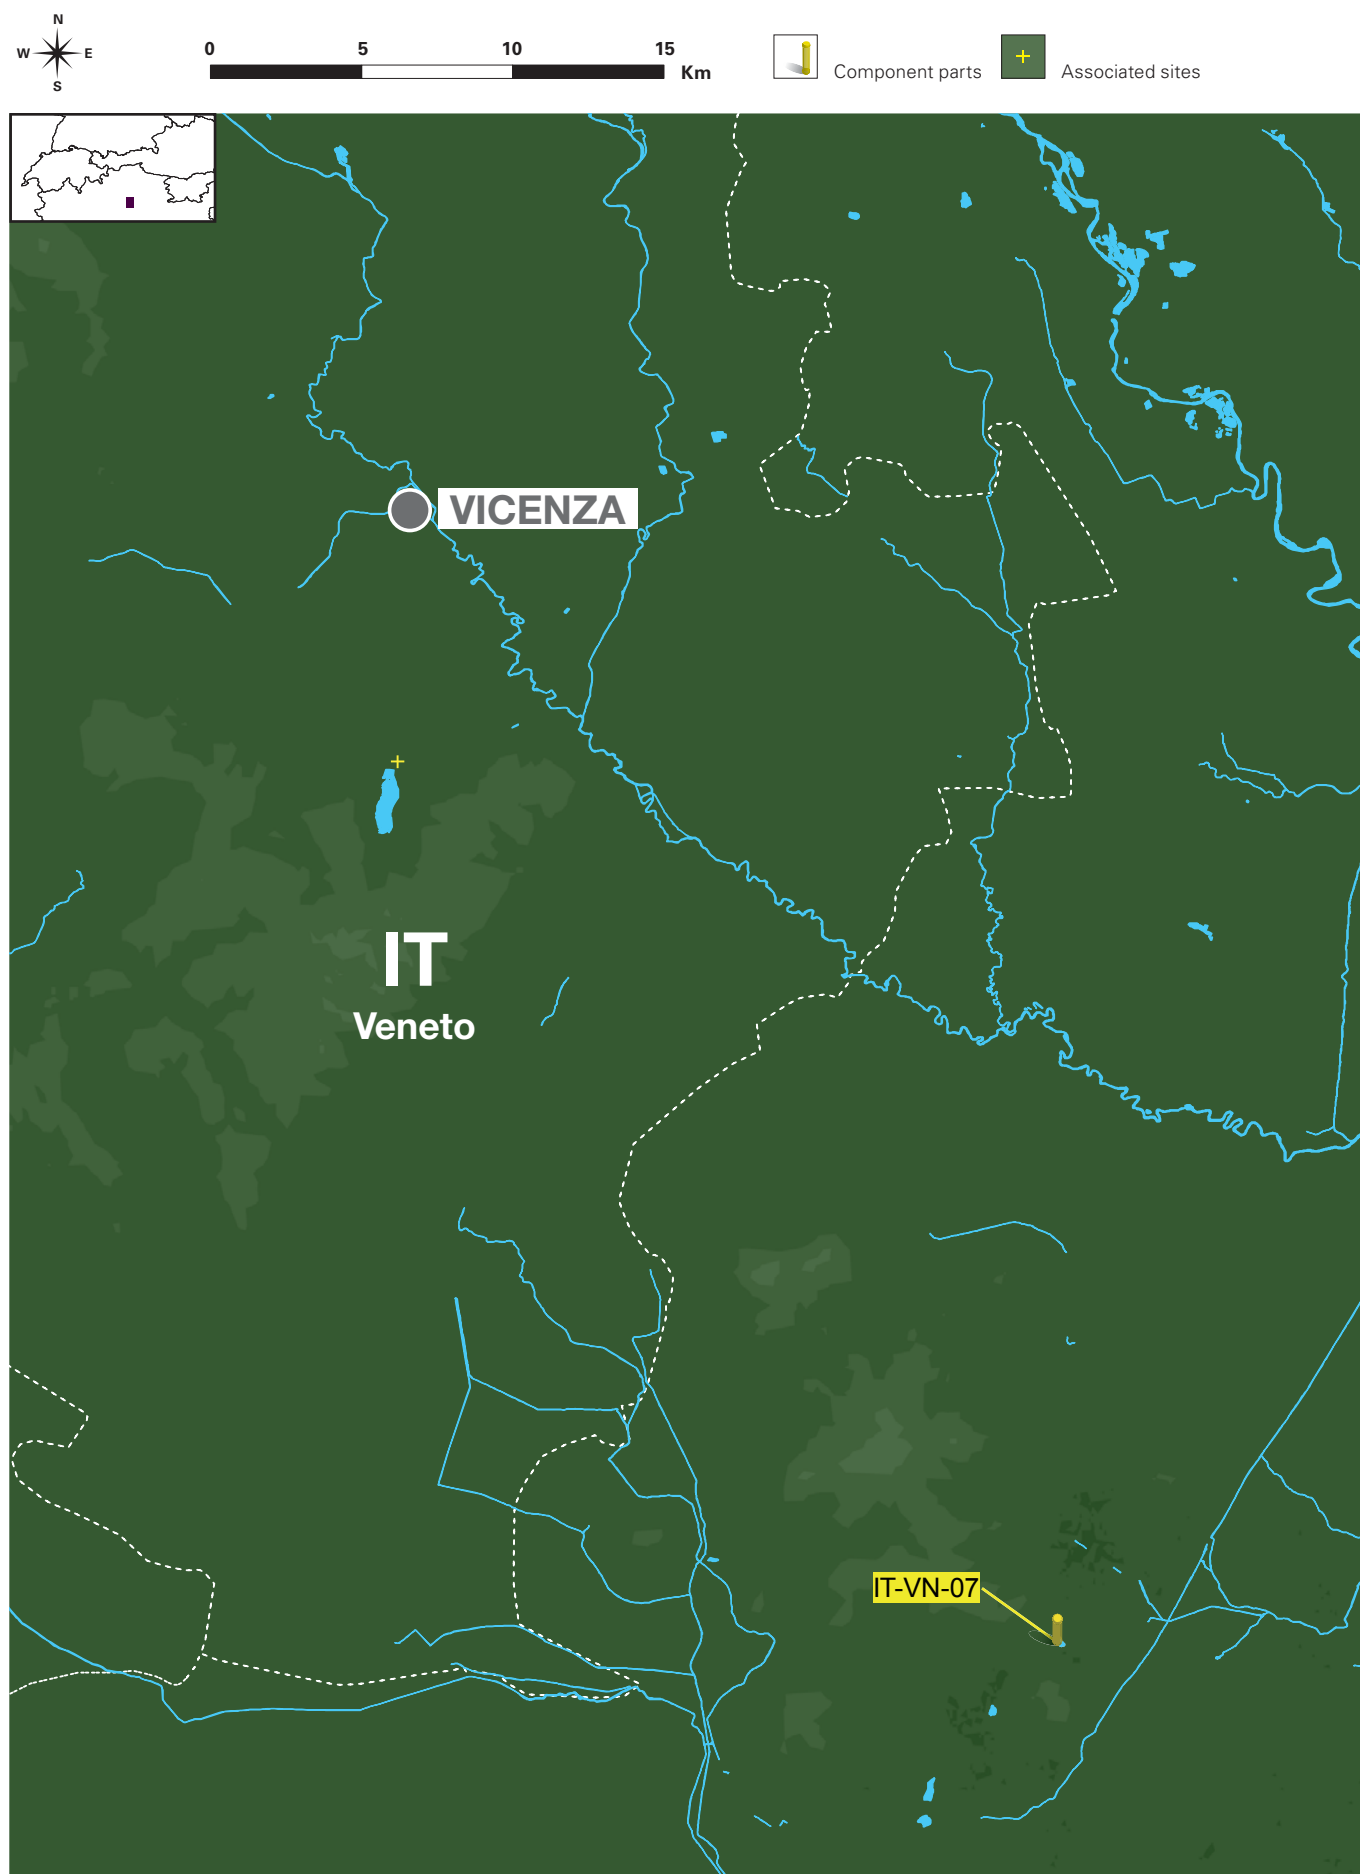 N
W E
S
0 5 10 15
Km
Component parts
Associated sites
VICENZA
IT
Veneto
IT-VN-07